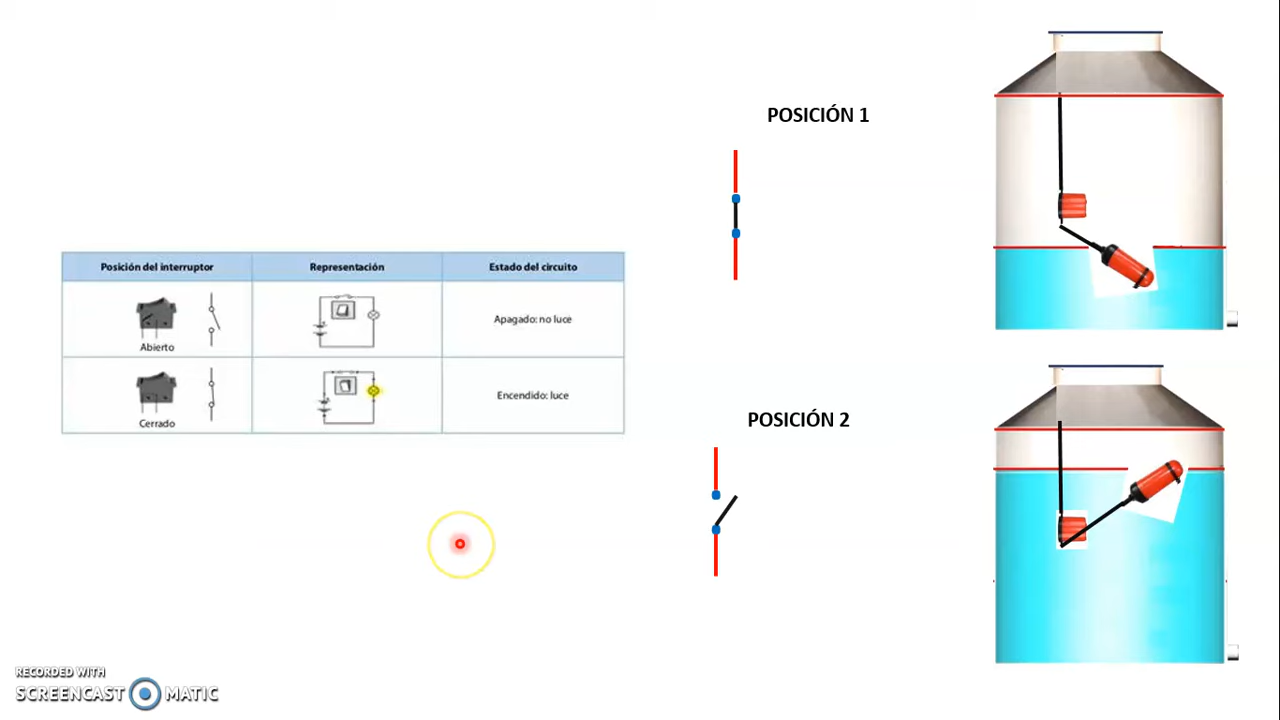 POSICIÓN 1
Posición del interruptor
Representación
Estado del circuito
Abierto
Apagado: no luce
Cerrado
Encendido: luce
POSICIÓN 2
RECORDED WITH
SCREENCAST MATIC